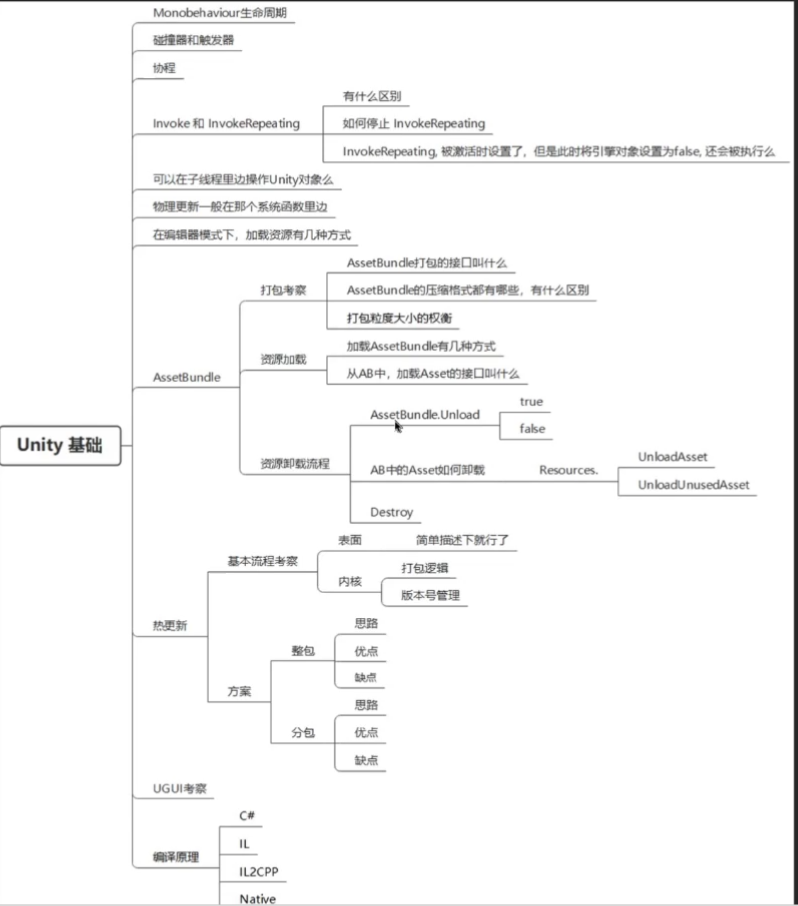 Monobehaviour生命周期
碰撞器和触发器
协程
Invoke 和 InvokeRepeating
有什么区别
如何停止 InvokeRepeating
InvokeRepeating, 被激活时设置了，但是此时将引擎对象设置为false, 还会被执行么
可以在子线程里边操作Unity对象么
物理更新一般在那个系统函数里边
在编辑器模式下，加载资源有几种方式
AssetBundle
打包考察
AssetBundle打包的接口叫什么
AssetBundle的压缩格式都有哪些，有什么区别
打包粒度大小的权衡
资源加载
加载AssetBundle有几种方式
从AB中，加载Asset的接口叫什么
资源卸载流程
AssetBundle.Unload
true
false
AB中的Asset如何卸载
Resources.
UnloadAsset
UnloadUnusedAsset
Destroy
Unity 基础
热更新
基本流程考察
表面
简单描述下就行了
内核
打包逻辑
版本号管理
方案
整包
思路
优点
缺点
分包
思路
优点
缺点
UGUI考察
编译原理
C#
IL
IL2CPP
Native